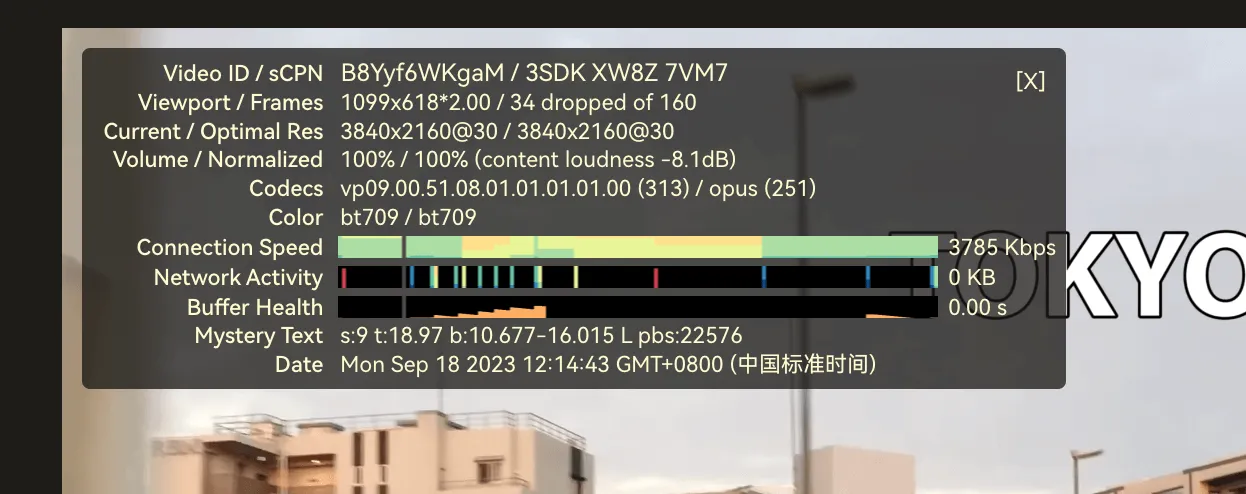 Video ID / sCPN B8Yyf6WKgaM / 3SDK XW8Z 7VM7
[X]
Viewport / Frames 1099x618*2.00 / 34 dropped of 160
Current / Optimal Res 3840x2160@30 / 3840x2160@30
Volume / Normalized 100% / 100% (content loudness -8.1dB)
Codecs vp09.00.51.08.01.01.01.01.00 (313) / opus (251)
Color bt709 / bt709
Connection Speed 3785 Kbps
Network Activity 0 KB
Buffer Health 0.00 s
Mystery Text s:9 t:18.97 b:10.677-16.015 L pbs:22576
Date Mon Sep 18 2023 12:14:43 GMT+0800 (中国标准时间)
TOKYO